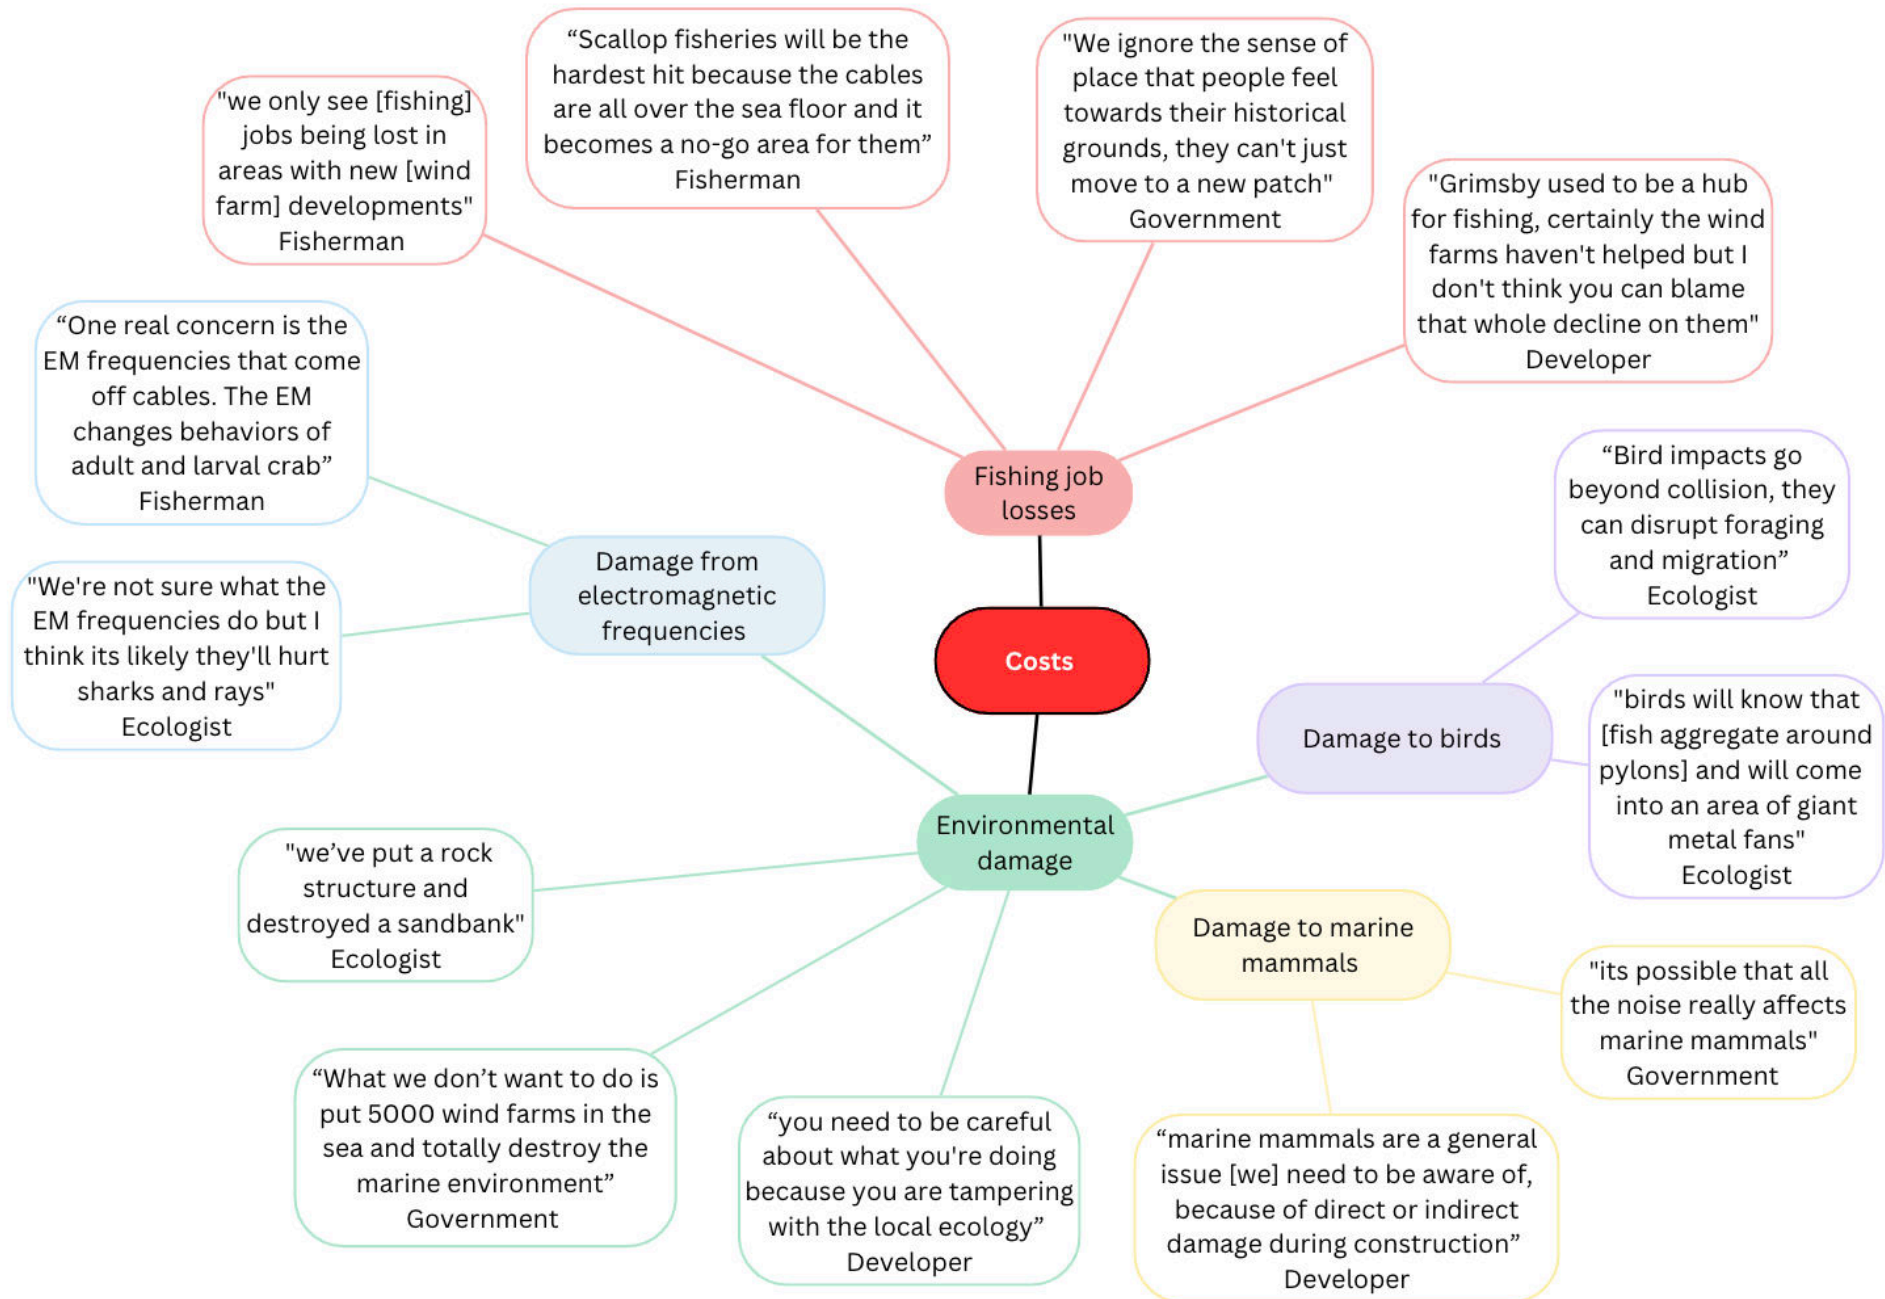 “Scallop fisheries will be the
hardest hit because the cables
are all over the sea floor and it
becomes a no-go area for them”
Fisherman
"We ignore the sense of
place that people feel
towards their historical
grounds, they can't just
move to a new patch"
Government
"we only see [fishing]
jobs being lost in
areas with new [wind
farm] developments"
Fisherman
"Grimsby used to be a hub
for fishing, certainly the wind
farms haven't helped but I
don't think you can blame
that whole decline on them"
Developer
“One real concern is the
EM frequencies that come
off cables. The EM
changes behaviors of
adult and larval crab”
Fisherman
Fishing job
losses
“Bird impacts go
beyond collision, they
can disrupt foraging
and migration”
Ecologist
Damage from
electromagnetic
frequencies
"We're not sure what the
EM frequencies do but I
think its likely they'll hurt
sharks and rays"
Ecologist
Costs
Damage to birds
"birds will know that
[fish aggregate around
pylons] and will come
into an area of giant
metal fans"
Ecologist
Environmental
damage
"we’ve put a rock
structure and
destroyed a sandbank"
Ecologist
Damage to marine
mammals
"its possible that all
the noise really affects
marine mammals"
Government
“What we don’t want to do is
put 5000 wind farms in the
sea and totally destroy the
marine environment”
Government
“you need to be careful
about what you're doing
because you are tampering
with the local ecology”
Developer
“marine mammals are a general
issue [we] need to be aware of,
because of direct or indirect
damage during construction”
Developer